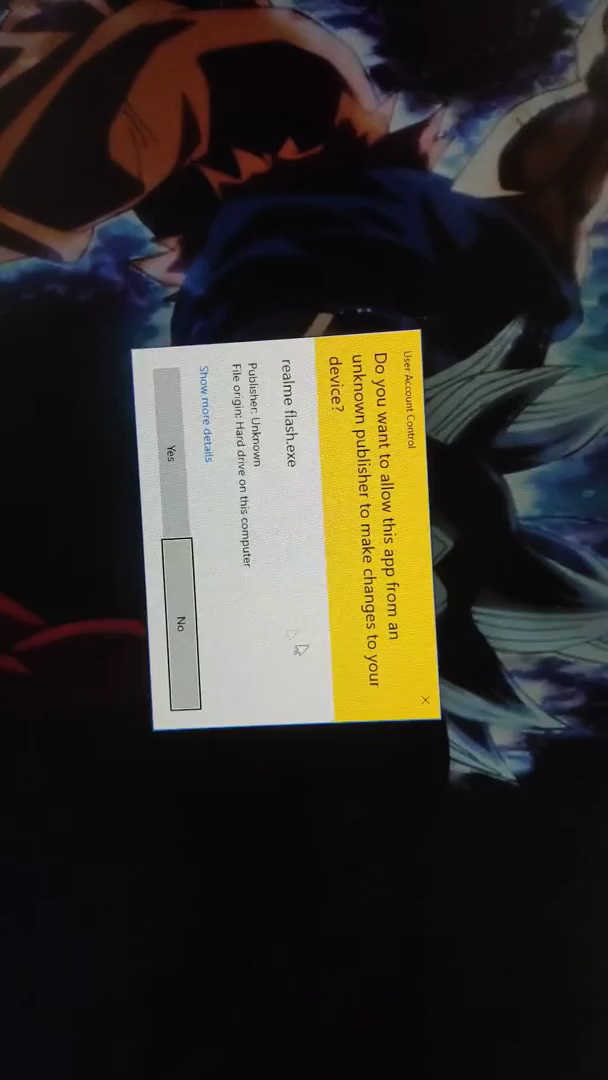 User Account Control
Do you want to allow this app from an
unknown publisher to make changes to your
device?
realme flash.exe
Publisher: Unknown
File origin: Hard drive on this computer
Show more details
Yes
No